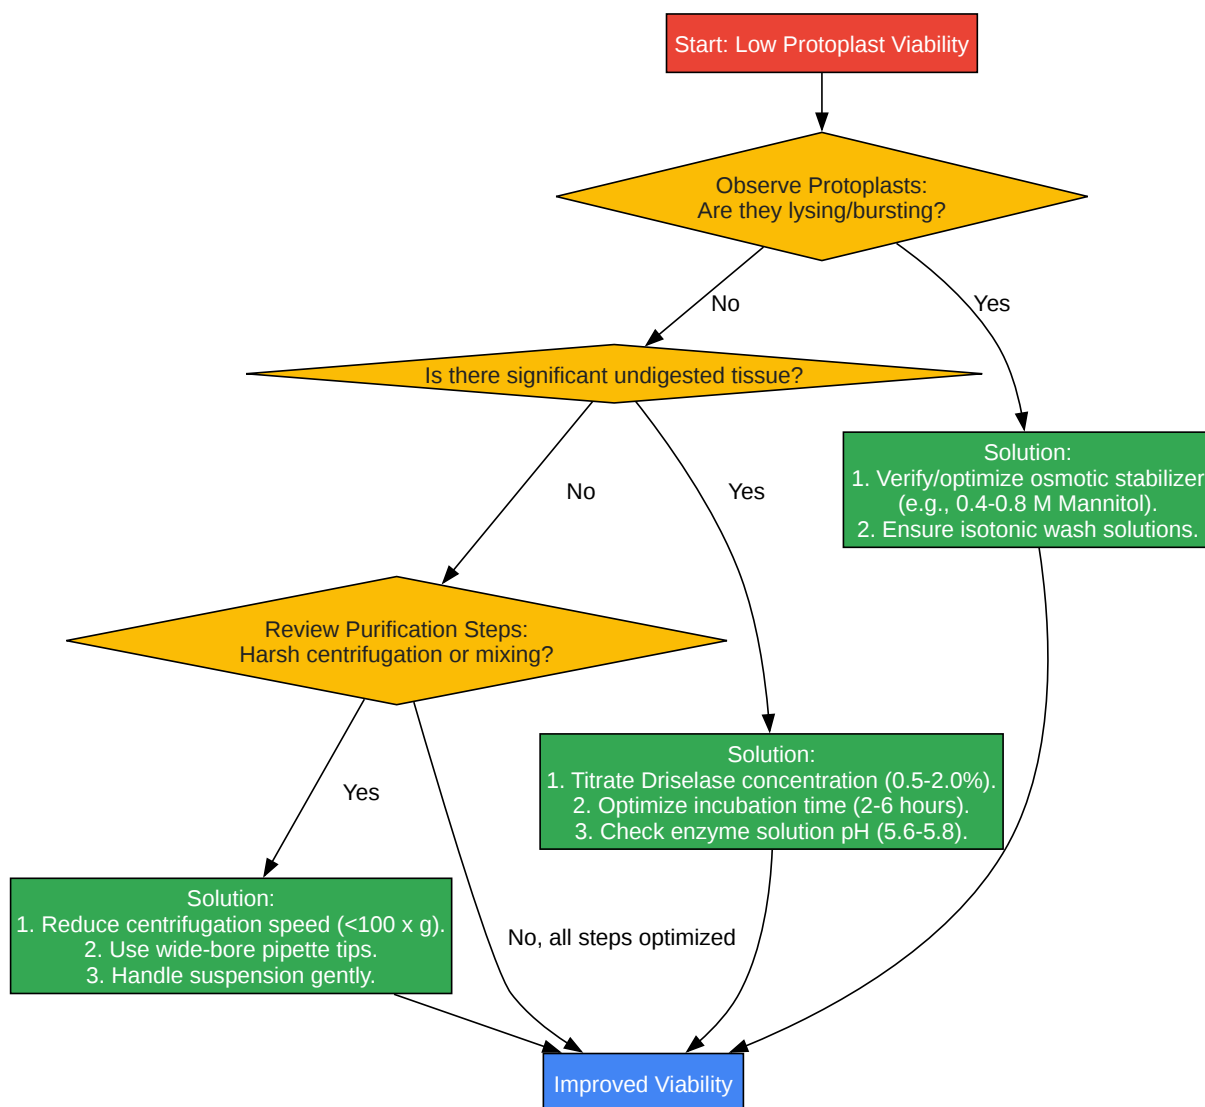 Start: Low Protoplast Viability
Observe Protoplasts:
Are they lysing/bursting?
No
Yes
Is there significant undigested tissue?
Solution:
1. Verify/optimize osmotic stabilizer
(e.g., 0.4-0.8 M Mannitol).
2. Ensure isotonic wash solutions.
No
Yes
Review Purification Steps:
Harsh centrifugation or mixing?
Solution:
1. Titrate Driselase concentration (0.5-2.0%).
2. Optimize incubation time (2-6 hours).
3. Check enzyme solution pH (5.6-5.8).
Yes
Solution:
1. Reduce centrifugation speed (<100 x g).
2. Use wide-bore pipette tips.
3. Handle suspension gently.
No, all steps optimized
Improved Viability